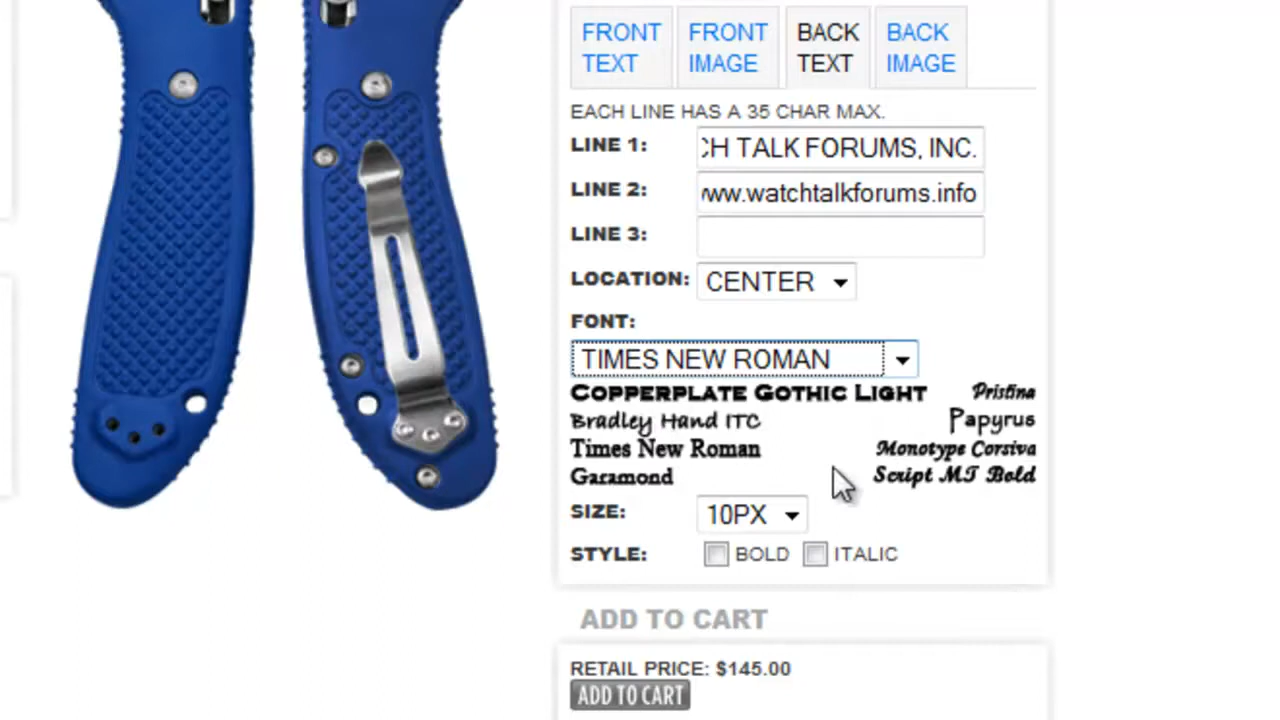 FRONT TEXT
FRONT IMAGE
BACK TEXT
BACK IMAGE
EACH LINE HAS A 35 CHAR MAX.
LINE 1: TALK FORUMS, INC.
LINE 2: www.watchtalkforums.info
LINE 3:
LOCATION: CENTER
FONT:
TIMES NEW ROMAN
COPPERPLATE GOTHIC LIGHT Pristina
Bradley Hand ITC Papyrus
Times New Roman Monotype Corsiva
Garamond Script MT Bold
SIZE: 10PX
STYLE: BOLD ITALIC
ADD TO CART
RETAIL PRICE: $145.00
ADD TO CART